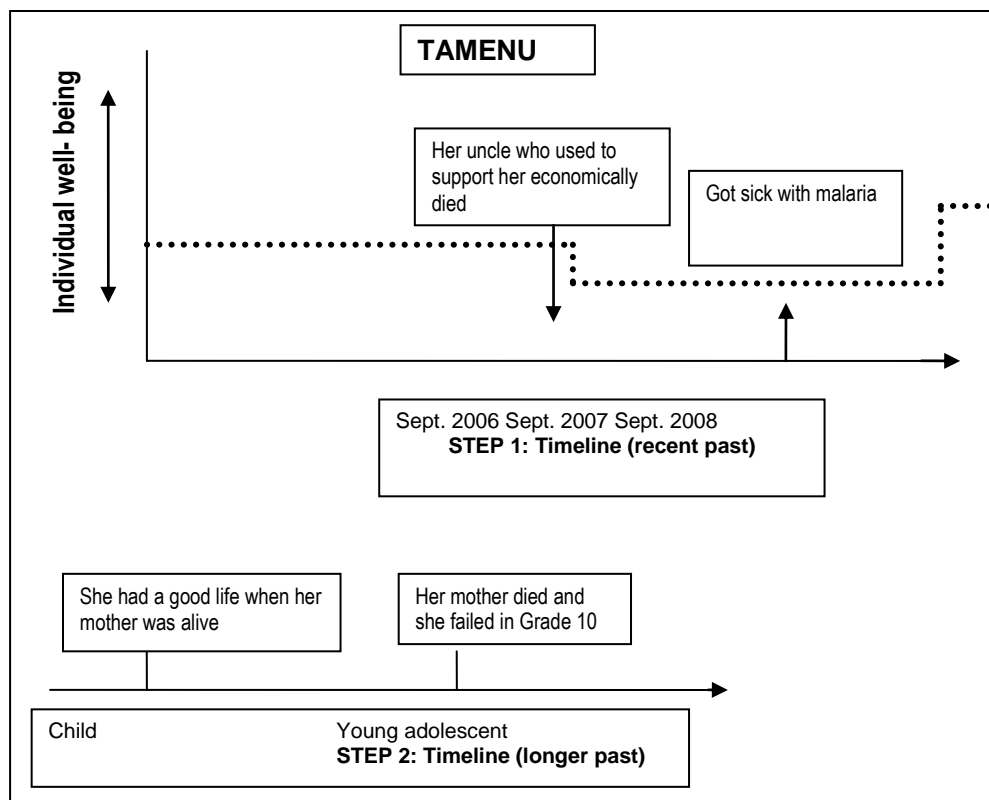 TAMENU
Individual well- being
Her uncle who used to
support her economically
died
Got sick with malaria
Sept. 2006 Sept. 2007 Sept. 2008
STEP 1: Timeline (recent past)
She had a good life when her
mother was alive
Her mother died and
she failed in Grade 10
Child Young adolescent
STEP 2: Timeline (longer past)